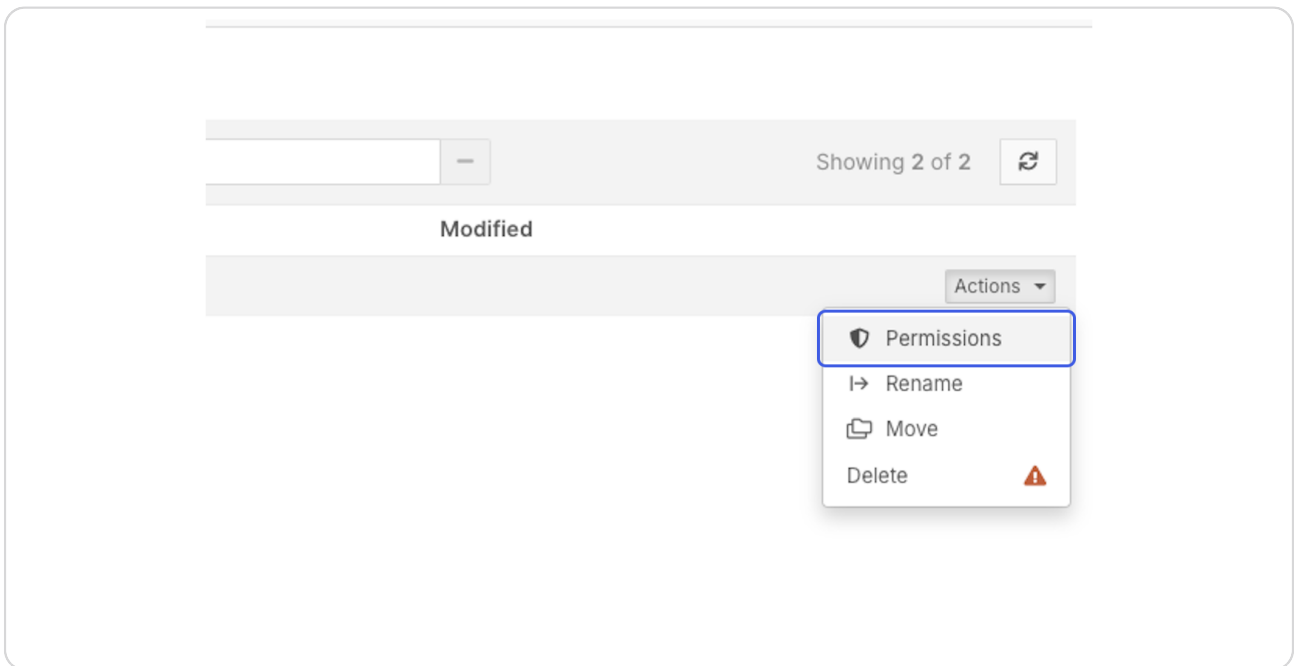 Showing 2 of 2
Modified
Actions
Permissions
Rename
Move
Delete